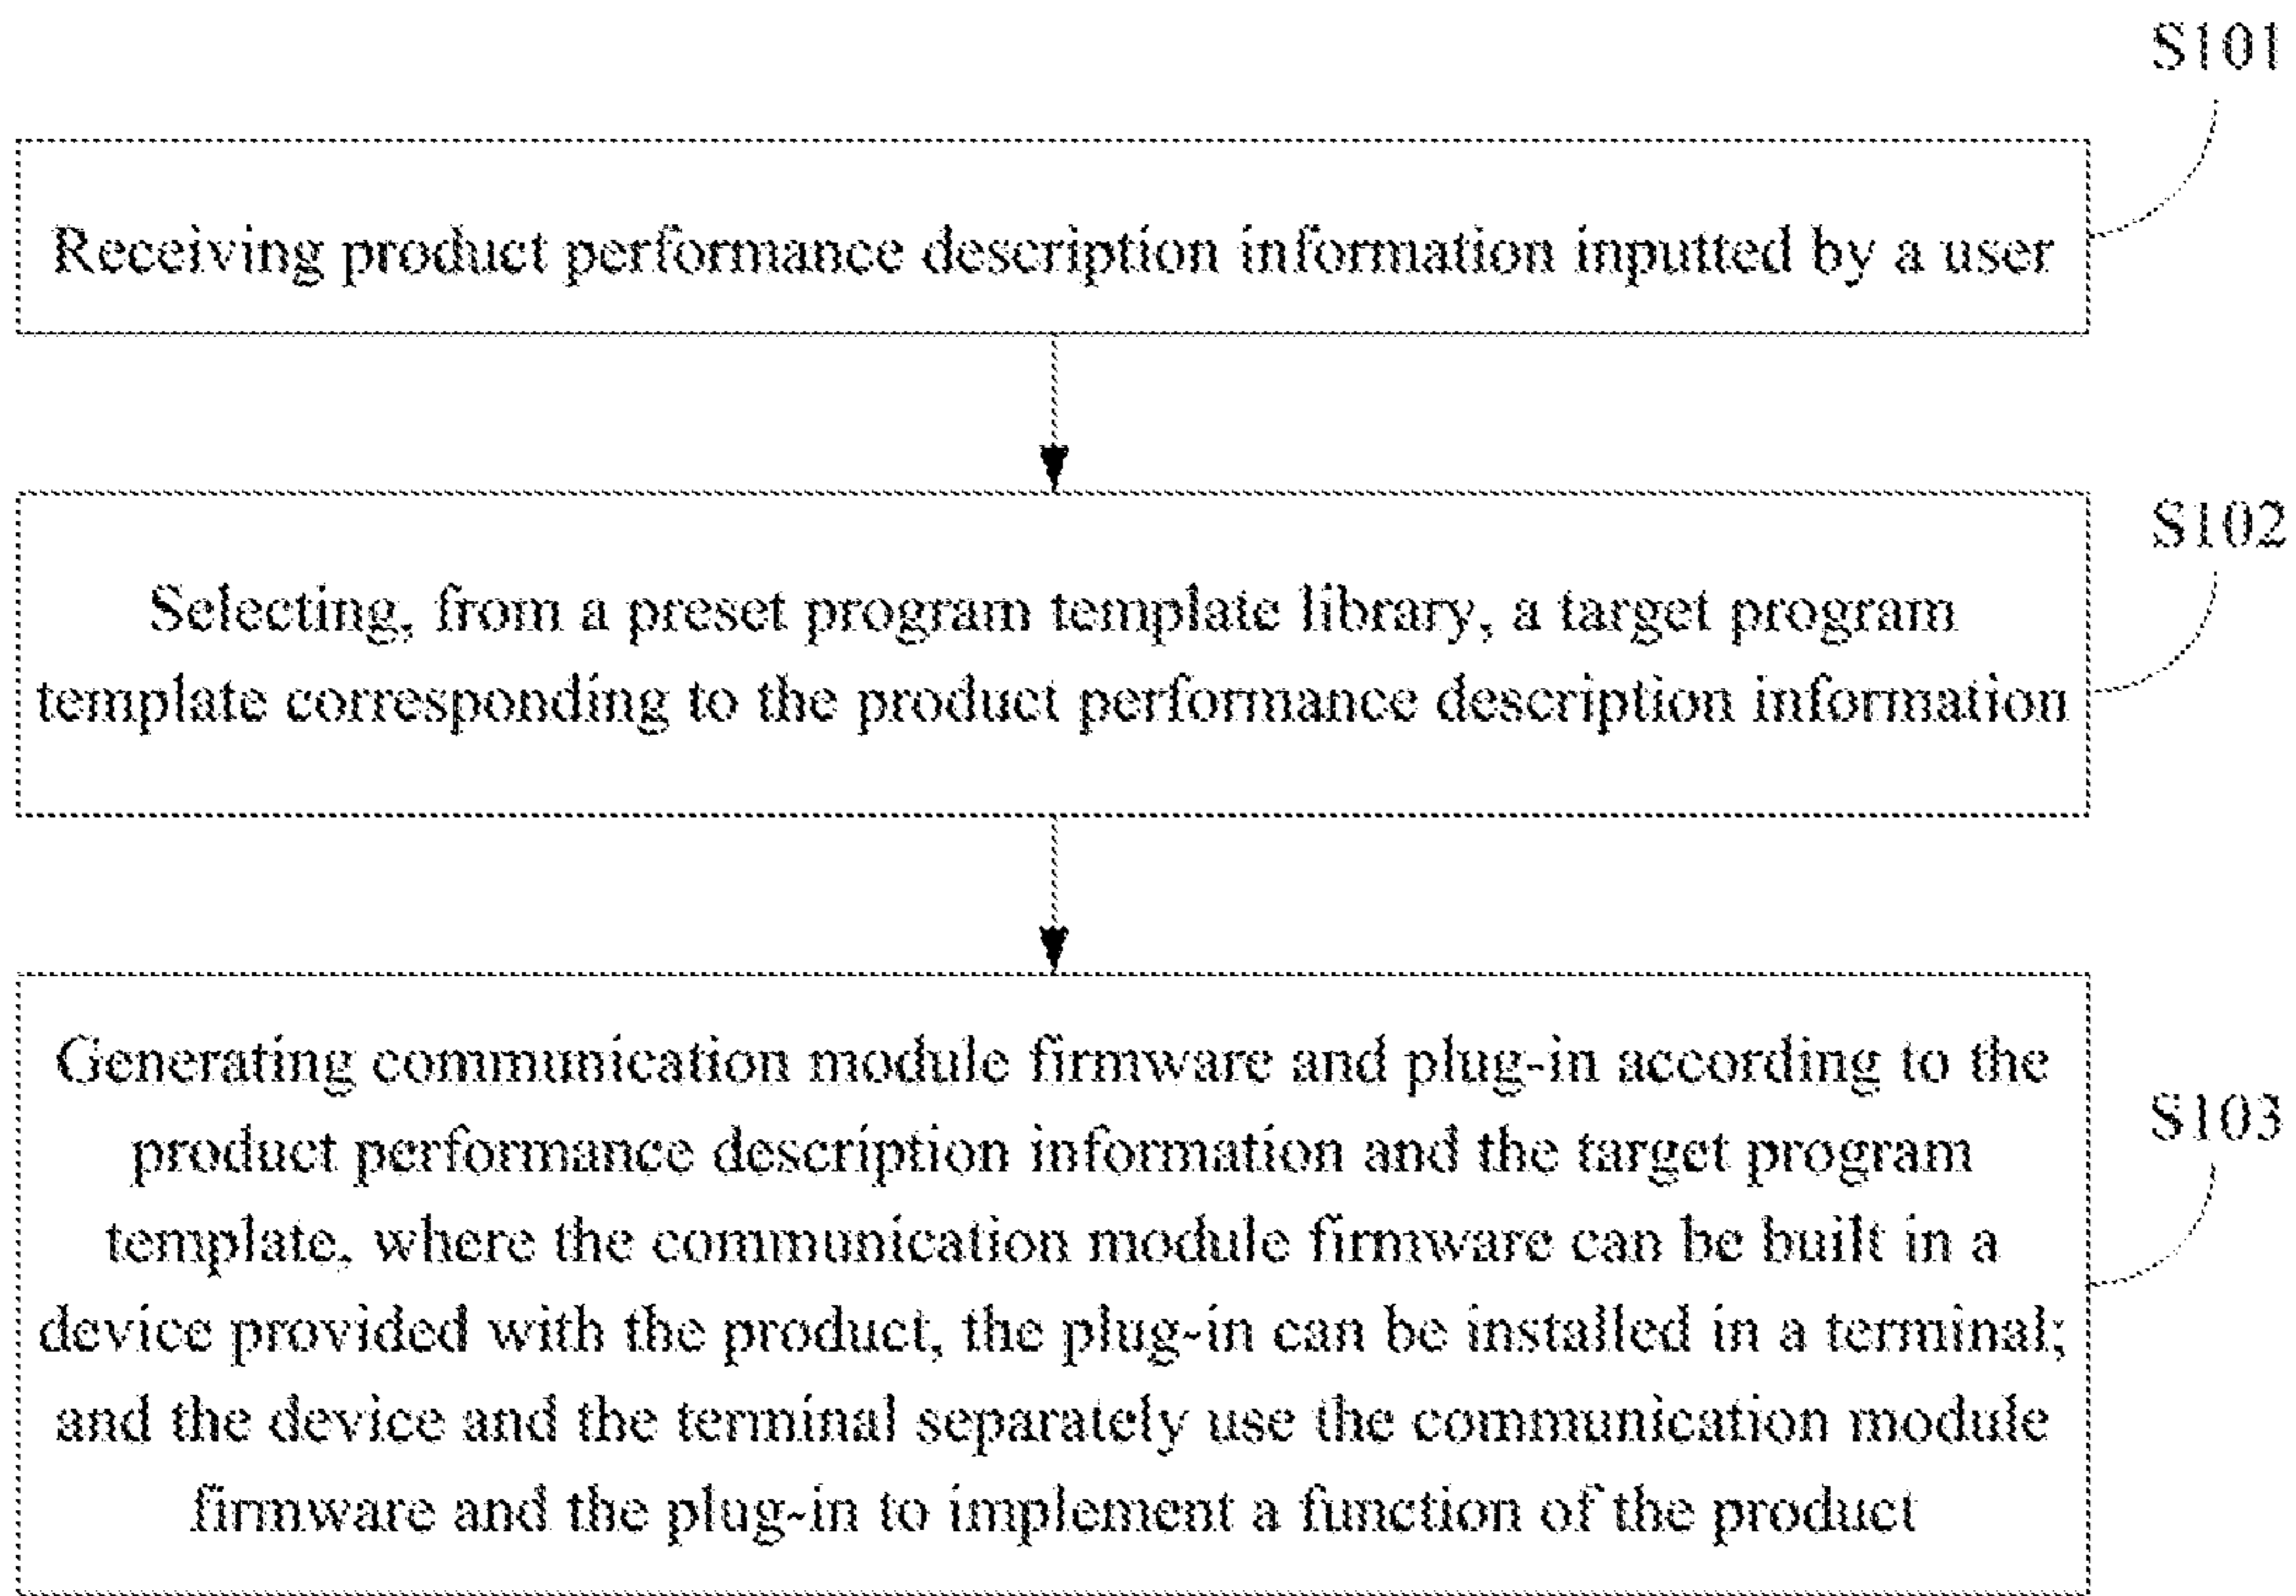 S101
Receiving product performance description information inputted by a user
S102
Selecting, from a preset program template library, a target program
template corresponding to the product performance description information
Generating communication module firmware and plug-in according to the
S103
product performance description information and the target program
template, where the communication module firmware can be built in a
device provided with the product, the plug-in can be installed in a terminal;
and the device and the terminal separately use the communication module
firmware and the plug-in to implement a function of the product